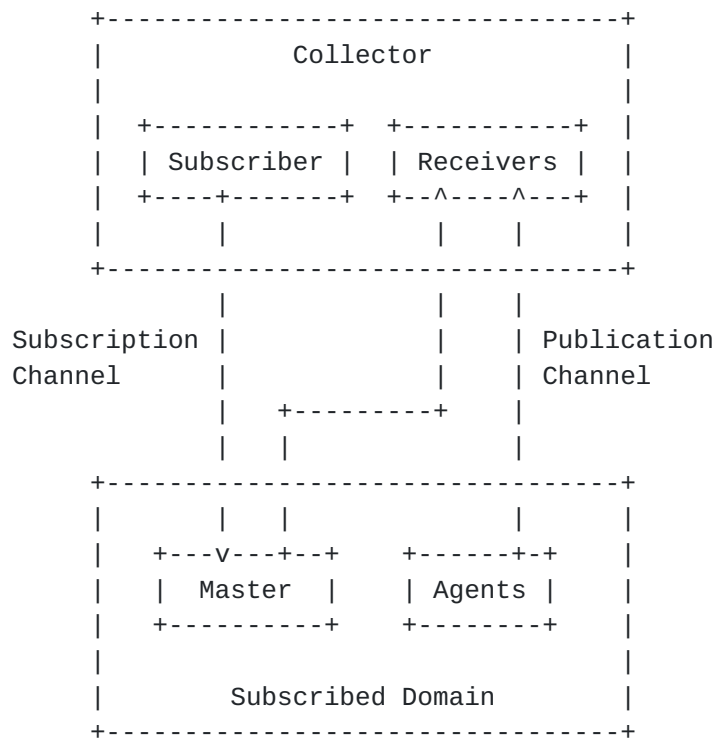 Collector
Subscriber Receivers
Subscription Publication
Channel Channel
Master Agents
Subscribed Domain